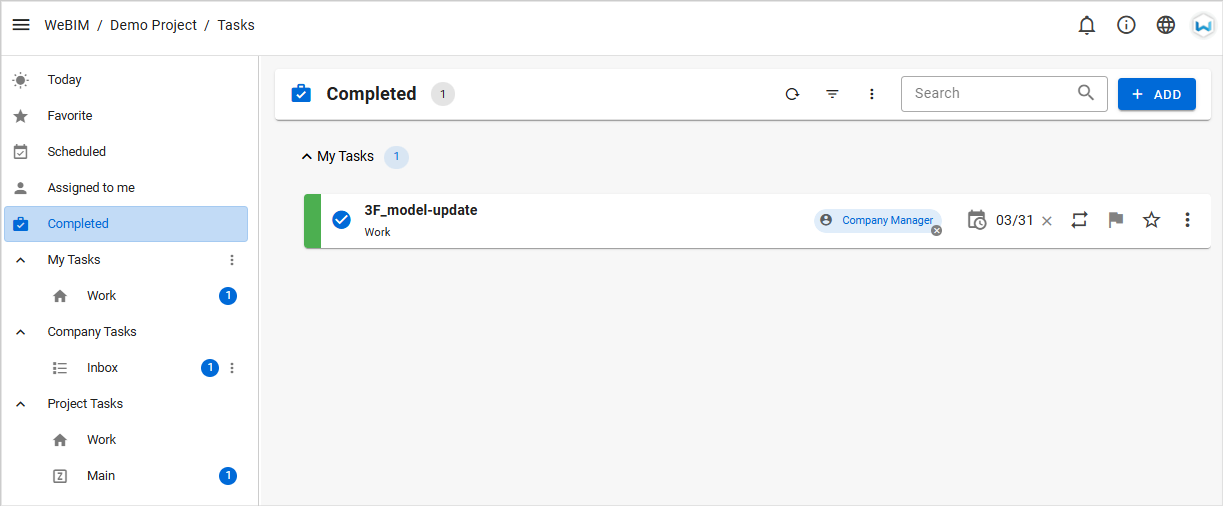 WeBIM / Demo Project / Tasks
Today
Favorite
Scheduled
Assigned to me
Completed
My Tasks
Work 1
Company Tasks
Inbox 1
Project Tasks
Work
Main 1
Completed 1
Search
+ ADD
My Tasks 1
3F_model-update
Work
Company Manager
03/31